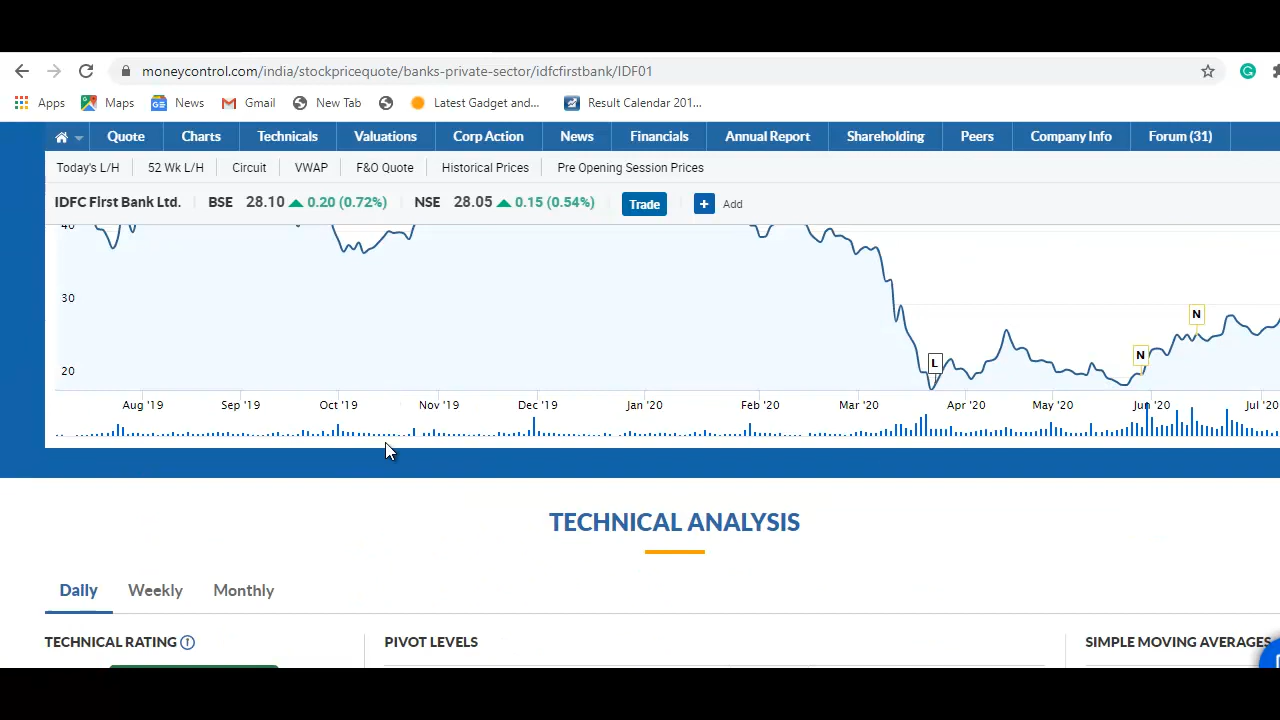 moneycontrol.com/india/stockpricequote/banks-private-sector/idfcfirstbank/IDF01
Apps Maps News Gmail New Tab Latest Gadget and... Result Calendar 201...
Quote Charts Technicals Valuations Corp Action News Financials Annual Report Shareholding Peers Company Info Forum (31)
Today's L/H 52 Wk L/H Circuit VWAP F&O Quote Historical Prices Pre Opening Session Prices
IDFC First Bank Ltd. BSE 28.10 0.20 (0.72%) NSE 28.05 0.15 (0.54%) Trade + Add
40
30
N
N
L
20
Aug '19 Sep '19 Oct '19 Nov '19 Dec '19 Jan '20 Feb '20 Mar '20 Apr '20 May '20 Jun '20 Jul '20
TECHNICAL ANALYSIS
Daily Weekly Monthly
TECHNICAL RATING PIVOT LEVELS SIMPLE MOVING AVERAGES